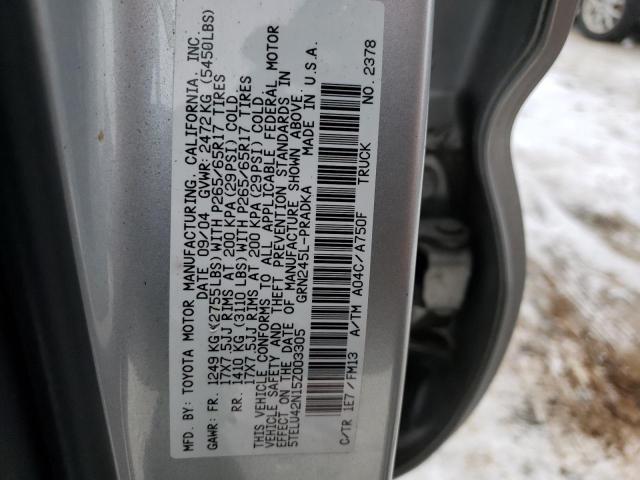 MFD. BY: TOYOTA MOTOR MANUFACTURING, CALIFORNIA, INC.
09/04 GVWR: 2472 KG (5450LBS)
GAWR: FR. 1249 KG (2755LBS) WITH P265/65R17 TIRES
17X7.5JJ RIMS AT 200 KPA (29PSI) COLD
RR. 1410 KG (3110 LBS) WITH P265/65R17 TIRES
17X7.5JJ RIMS AT 200 KPA (29PSI) COLD
THIS VEHICLE CONFORMS TO ALL APPLICABLE FEDERAL MOTOR
VEHICLE SAFETY AND THEFT PREVENTION STANDARDS IN
EFFECT ON THE DATE OF MANUFACTURE SHOWN ABOVE.
5TELU42N15Z003305 GRN245L-PRADKA MADE IN U.S.A.
C/TR 1E7/FM13 A/TM A04C/A750F TRUCK NO. 2378